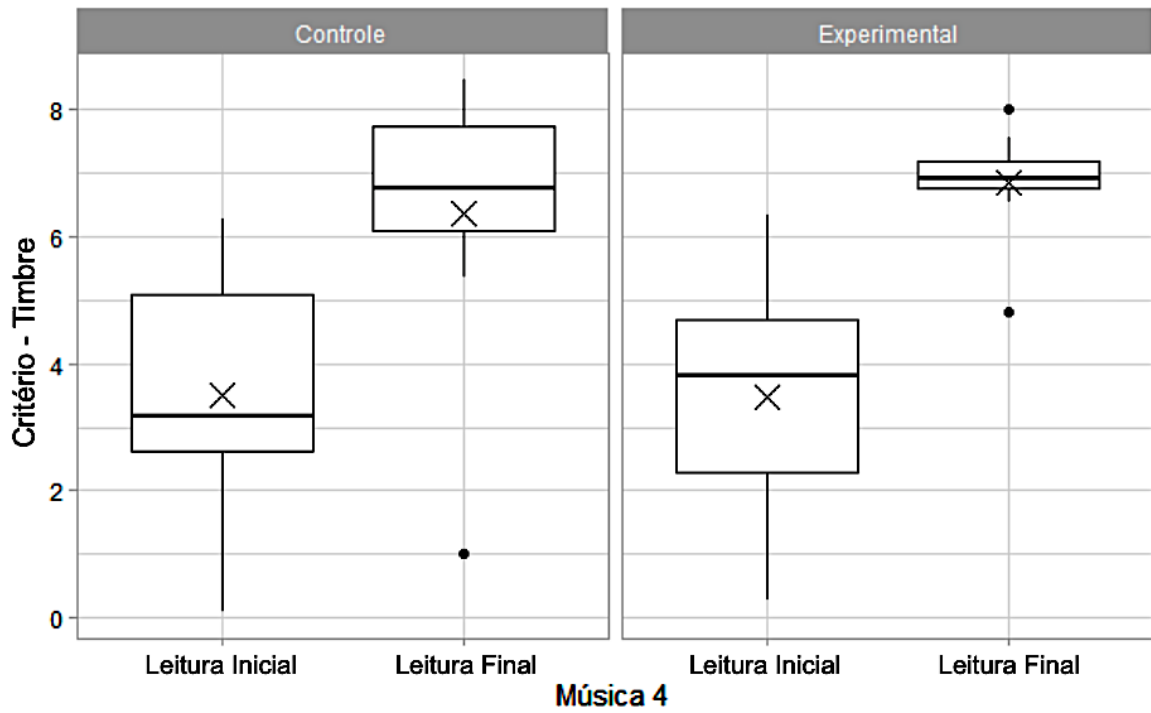 Controle
Experimental
Critério - Timbre
8
6
4
2
0
Leitura Inicial
Leitura Final
Leitura Inicial
Leitura Final
Música 4